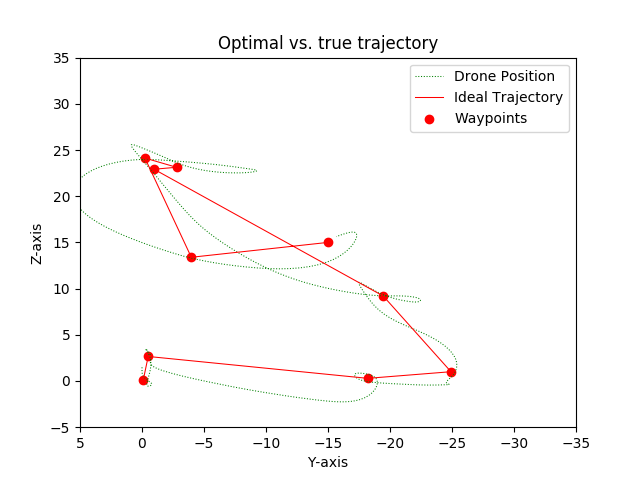 Optimal vs. true trajectory
Drone Position
Ideal Trajectory
Waypoints
35
30
25
20
15
10
5
0
−5
Z-axis
5 0 −5 −10 −15 −20 −25 −30 −35
Y-axis